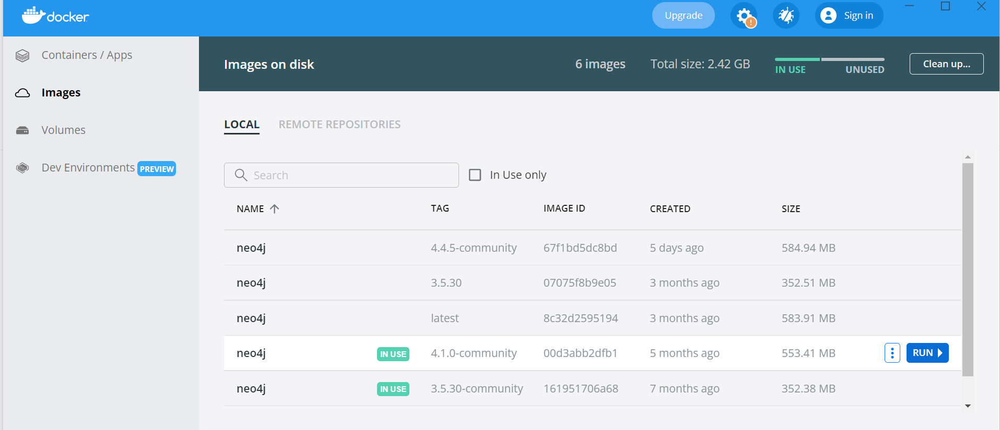 docker
Upgrade
!
Sign in
Containers / Apps
Images
Volumes
Dev Environments PREVIEW
Images on disk
6 images
Total size: 2.42 GB
IN USE UNUSED
Clean up...
LOCAL REMOTE REPOSITORIES
Search
In Use only
NAME TAG IMAGE ID CREATED SIZE
neo4j 4.4.5-community 67f1bd5dc8bd 5 days ago 584.94 MB
neo4j 3.5.30 07075f8b9e05 3 months ago 352.51 MB
neo4j latest 8c32d2595194 3 months ago 583.91 MB
neo4j IN USE 4.1.0-community 00d3abb2dfb1 5 months ago 553.41 MB RUN
neo4j IN USE 3.5.30-community 161951706a68 7 months ago 352.38 MB